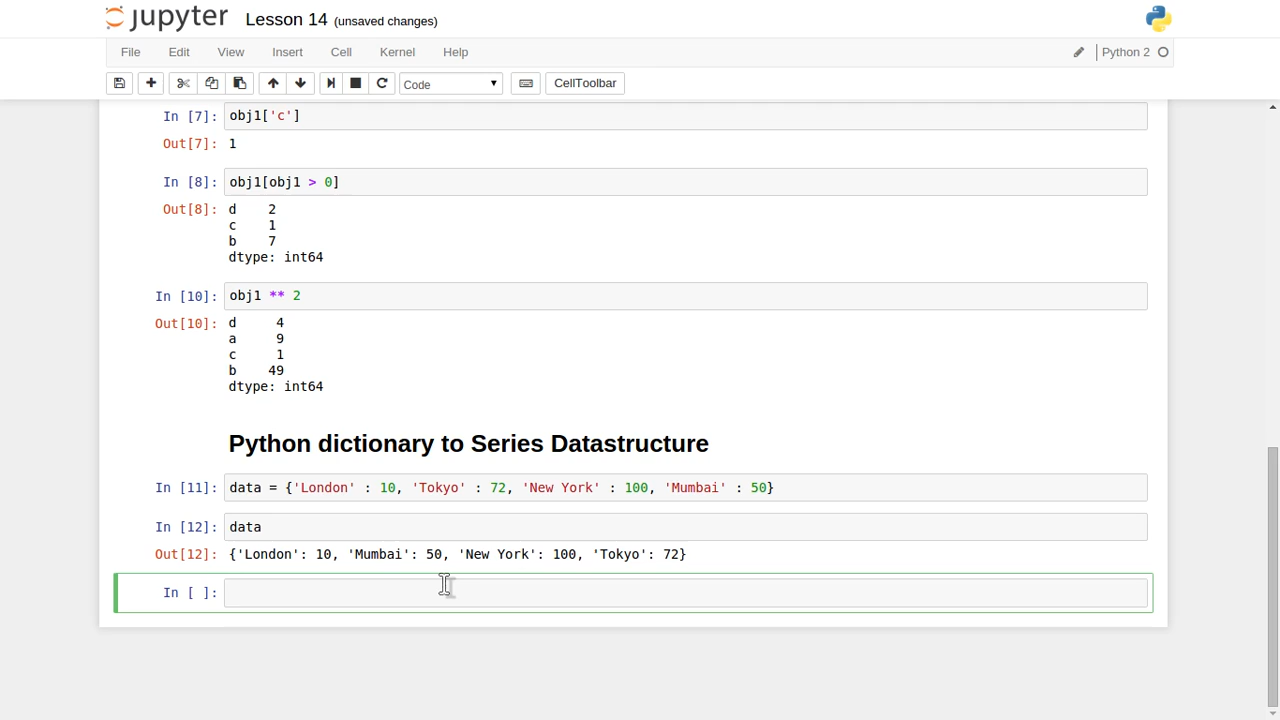 jupyter Lesson 14 (unsaved changes)
File Edit View Insert Cell Kernel Help Python 2
Code CellToolbar
In [7]: obj1['c']
Out[7]: 1
In [8]: obj1[obj1 > 0]
Out[8]: d 2
c 1
b 7
dtype: int64
In [10]: obj1 ** 2
Out[10]: d 4
a 9
c 1
b 49
dtype: int64
Python dictionary to Series Datastructure
In [11]: data = {'London' : 10, 'Tokyo' : 72, 'New York' : 100, 'Mumbai' : 50}
In [12]: data
Out[12]: {'London': 10, 'Mumbai': 50, 'New York': 100, 'Tokyo': 72}
In [ ]: